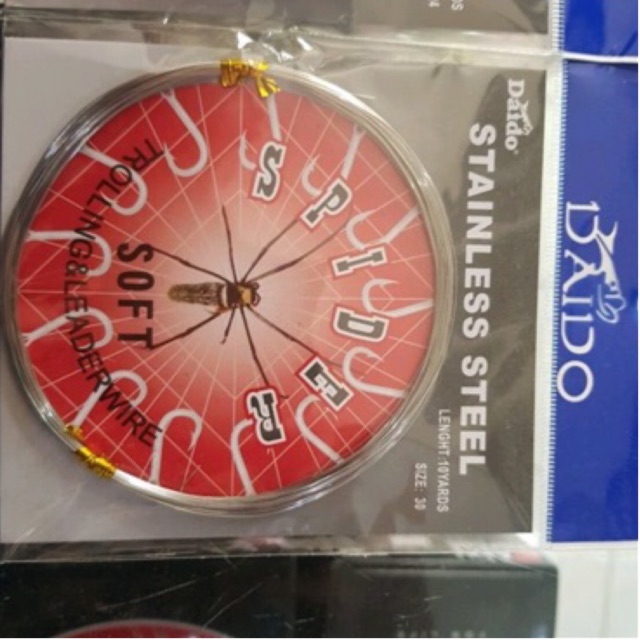 DAIDO
Daido
STAINLESS STEEL
LENGHT:10YARDS
SIZE: 30
SPIDER
SOFT
TROLLING&LEADERWIRE